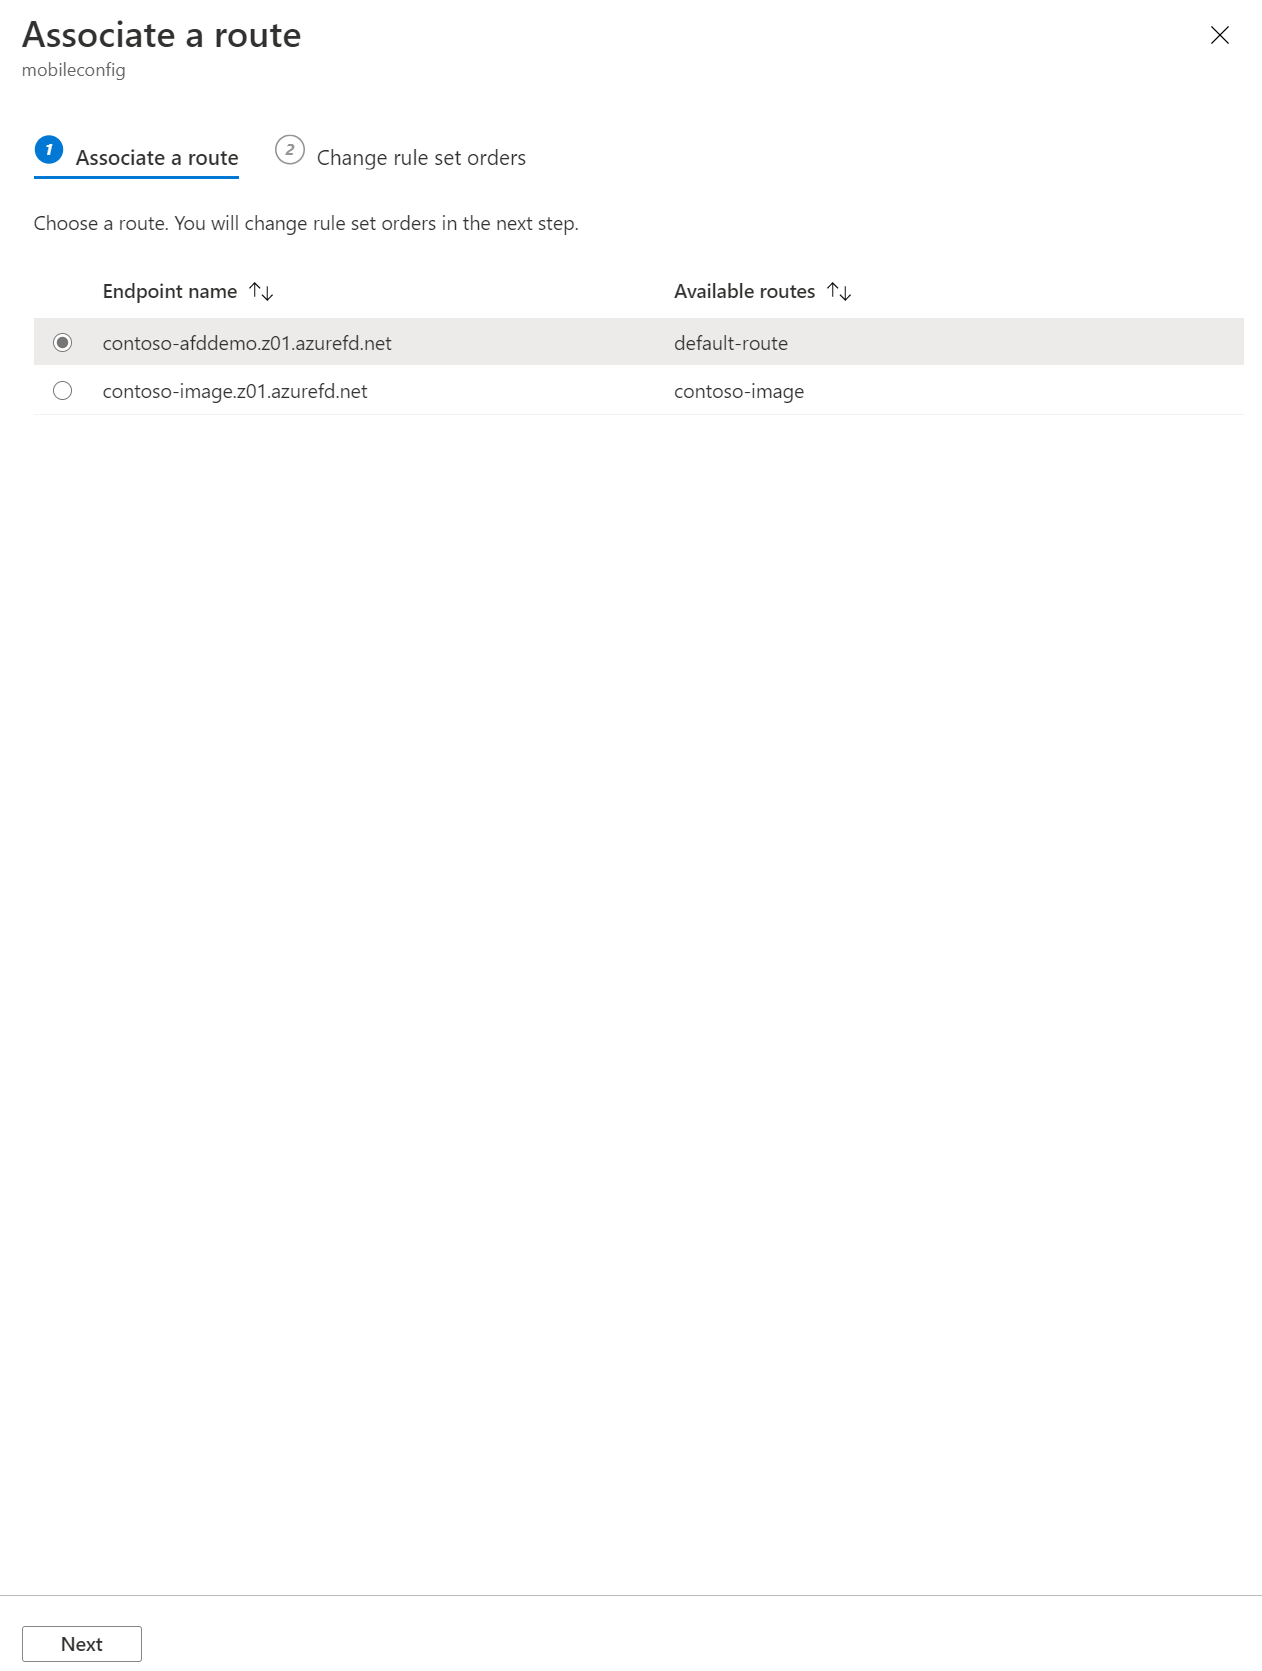 Associate a route
mobileconfig
1 Associate a route 2 Change rule set orders
Choose a route. You will change rule set orders in the next step.
Endpoint name ↑↓ Available routes ↑↓
contoso-afddemo.z01.azurefd.net default-route
contoso-image.z01.azurefd.net contoso-image
Next